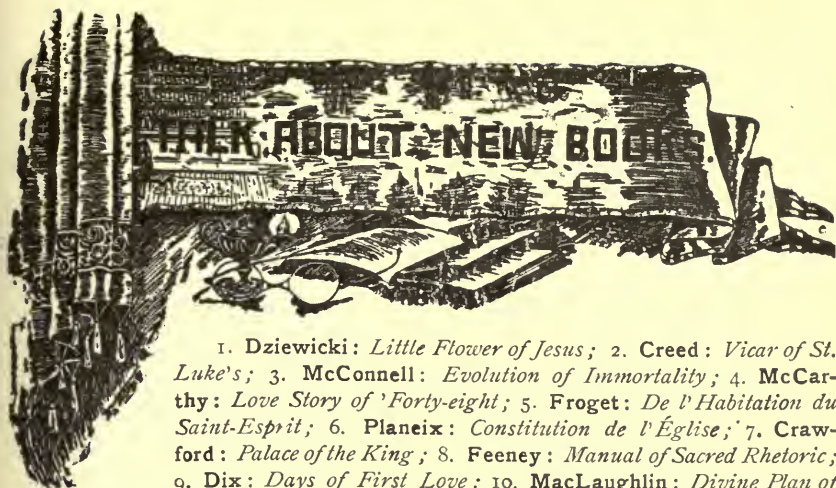 TALK ABOUT NEW BOOKS.
1. Dziewicki: Little Flower of Jesus; 2. Creed: Vicar of St.
Luke's; 3. McConnell: Evolution of Immortality; 4. McCar-
thy: Love Story of 'Forty-eight; 5. Froget: De l'Habitation du
Saint-Esprit; 6. Planeix: Constitution de l'Église; 7. Craw-
ford: Palace of the King; 8. Feeney: Manual of Sacred Rhetoric;
9. Dix: Days of First Love; 10. MacLaughlin: Divine Plan of